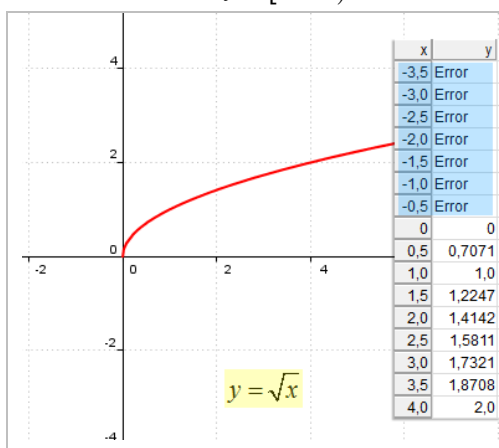 4
2
0
-2
0
2
4
-2
-4
y = √x
x y
-3,5 Error
-3,0 Error
-2,5 Error
-2,0 Error
-1,5 Error
-1,0 Error
-0,5 Error
0 0
0,5 0,7071
1,0 1,0
1,5 1,2247
2,0 1,4142
2,5 1,5811
3,0 1,7321
3,5 1,8708
4,0 2,0